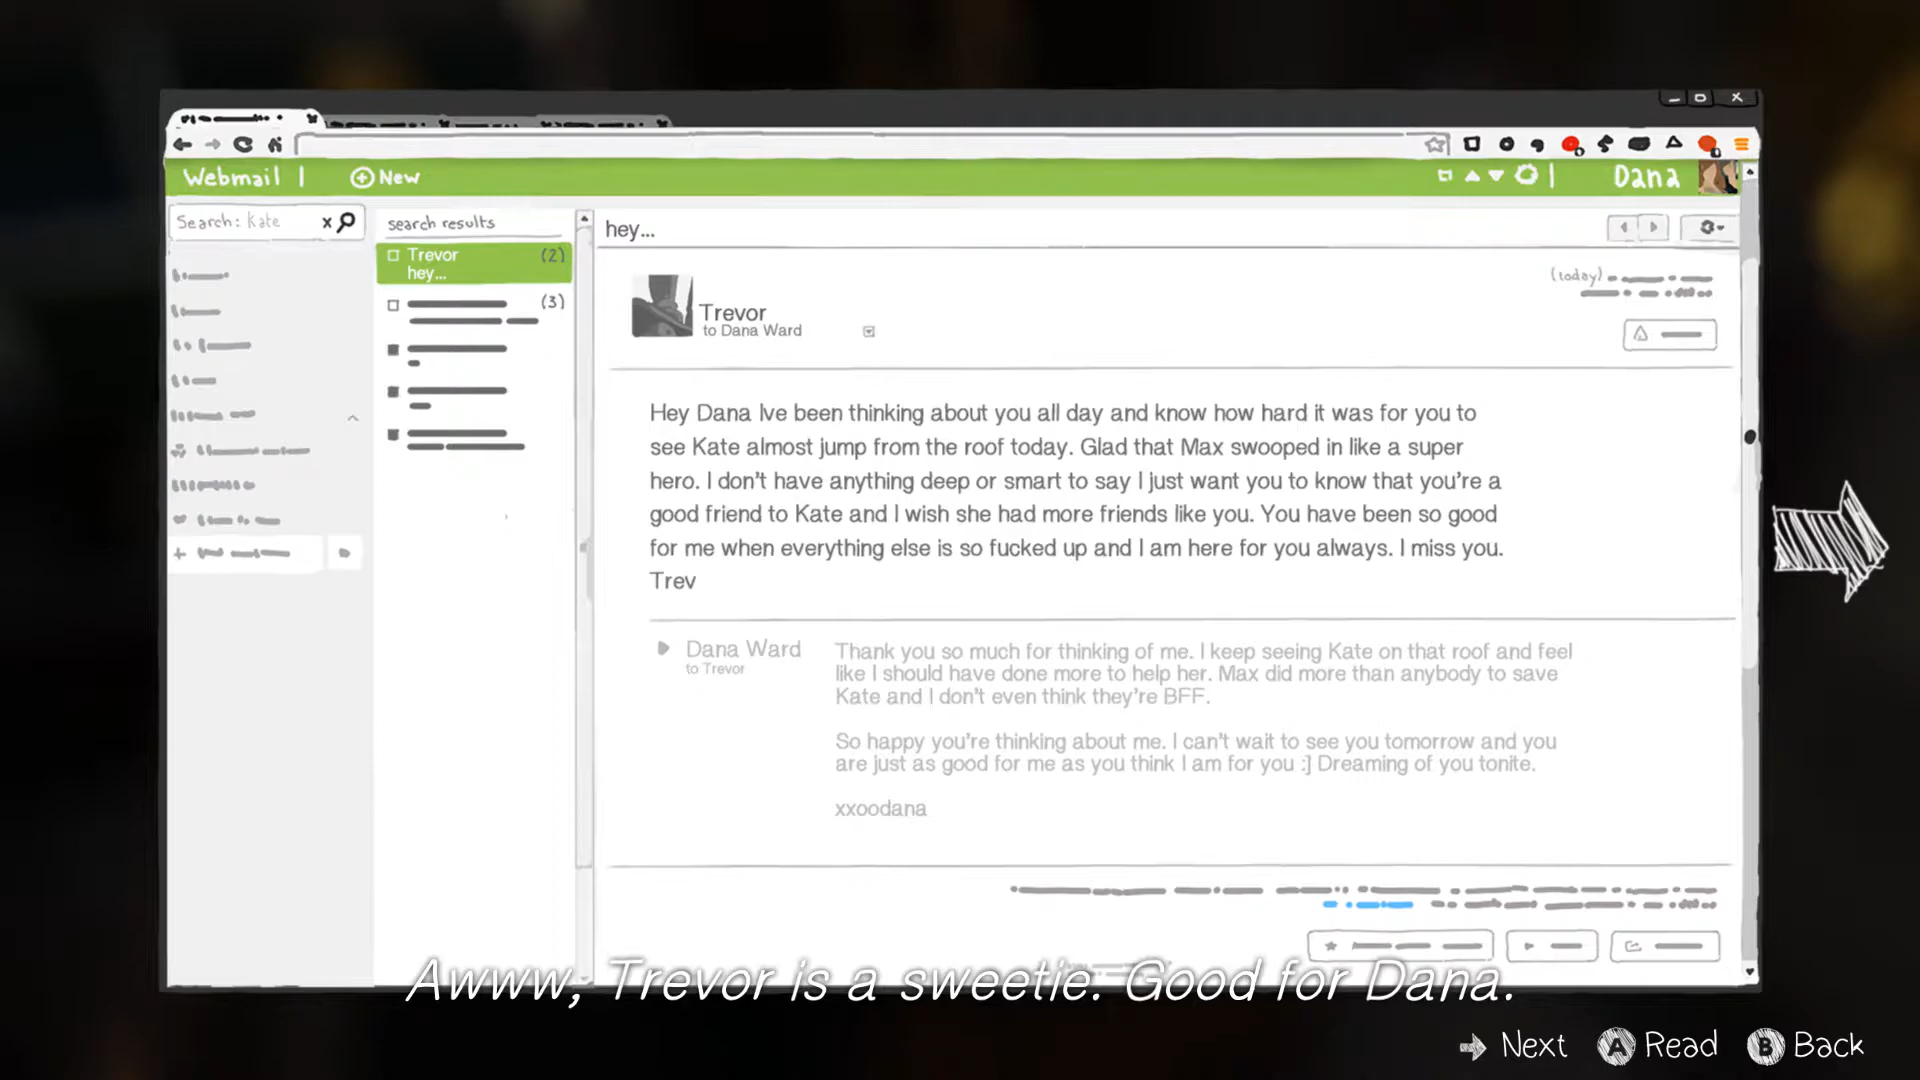 Webmail |
New
Dana
Search: Kate
x
search results
Trevor (2)
hey...
(3)
hey...
(today)
Trevor
to Dana Ward
Hey Dana Ive been thinking about you all day and know how hard it was for you to
see Kate almost jump from the roof today. Glad that Max swooped in like a super
hero. I don't have anything deep or smart to say I just want you to know that you're a
good friend to Kate and I wish she had more friends like you. You have been so good
for me when everything else is so fucked up and I am here for you always. I miss you.
Trev
Dana Ward
to Trevor
Thank you so much for thinking of me. I keep seeing Kate on that roof and feel
like I should have done more to help her. Max did more than anybody to save
Kate and I don't even think they're BFF.
So happy you're thinking about me. I can't wait to see you tomorrow and you
are just as good for me as you think I am for you :] Dreaming of you tonite.
xxoodana
Awww, Trevor is a sweetie. Good for Dana.
Next A Read B Back